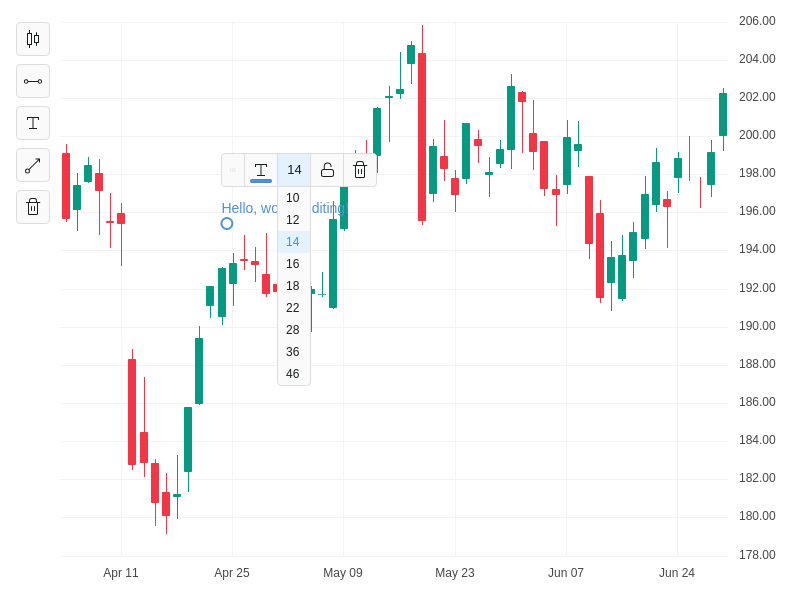 206.00
204.00
202.00
200.00
198.00
196.00
194.00
192.00
190.00
188.00
186.00
184.00
182.00
180.00
178.00
T
T
14
Hello,
10
12
14
16
18
22
28
36
46
Apr 11
Apr 25
May 09
May 23
Jun 07
Jun 24